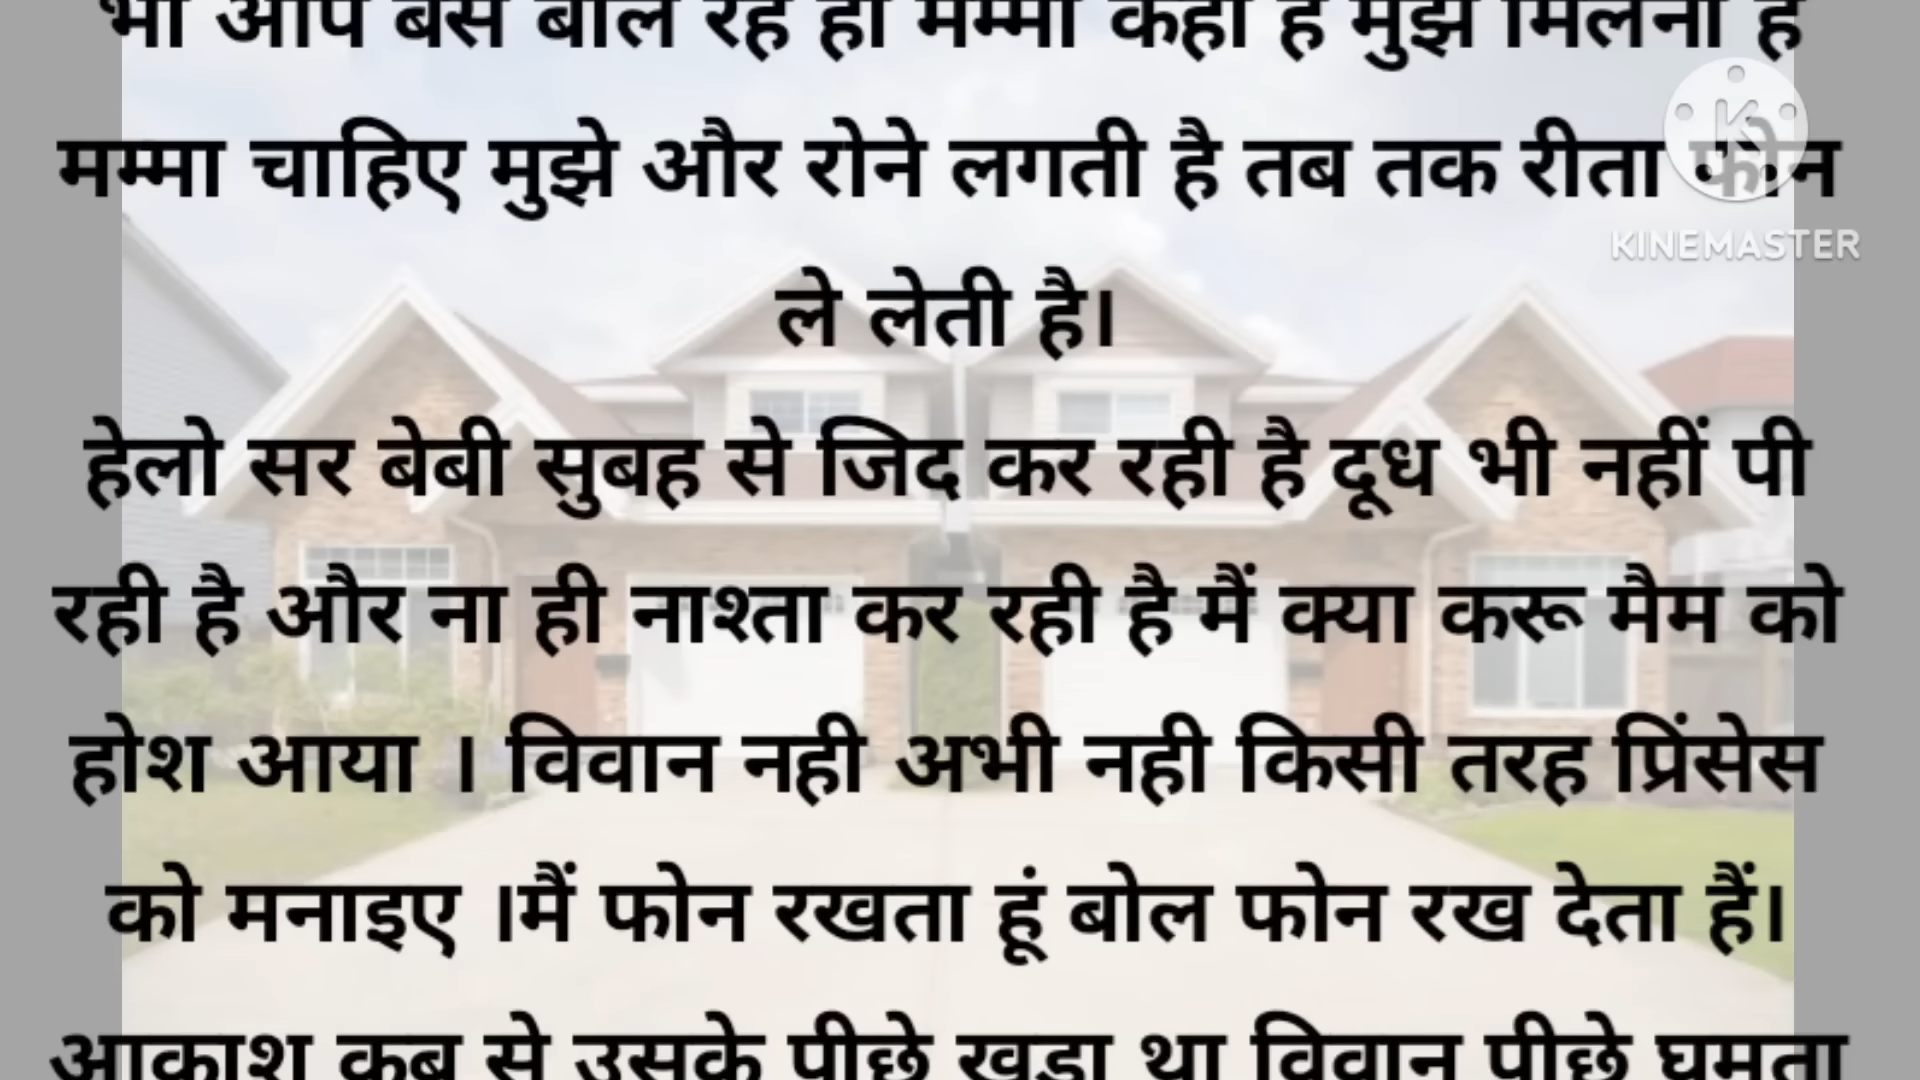 भी आप बस बोल रहे हो मम्मा कहां है मुझे मिलना है
मम्मा चाहिए मुझे और रोने लगती है तब तक रीता फोन
KINEMASTER
ले लेती है।
हेलो सर बेबी सुबह से जिद कर रही है दूध भी नहीं पी
रही है और ना ही नाश्ता कर रही है मैं क्या करू मैम को
होश आया । विवान नही अभी नही किसी तरह प्रिंसेस
को मनाइए ।मैं फोन रखता हूं बोल फोन रख देता हैं।
आकाश कब से उसके पीछे खड़ा था विवान पीछे घूमता